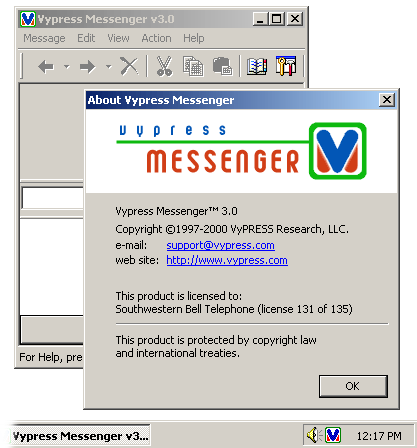 Vypress Messenger v3.0
Message Edit View Action Help
About Vypress Messenger
vypress
MESSENGER
Vypress Messenger™ 3.0
Copyright ©1997-2000 VyPRESS Research, LLC.
e-mail: support@vypress.com
web site: http://www.vypress.com
This product is licensed to:
Southwestern Bell Telephone (license 131 of 135)
This product is protected by copyright law
and international treaties.
OK
For Help, pre
Vypress Messenger v3...
12:17 PM